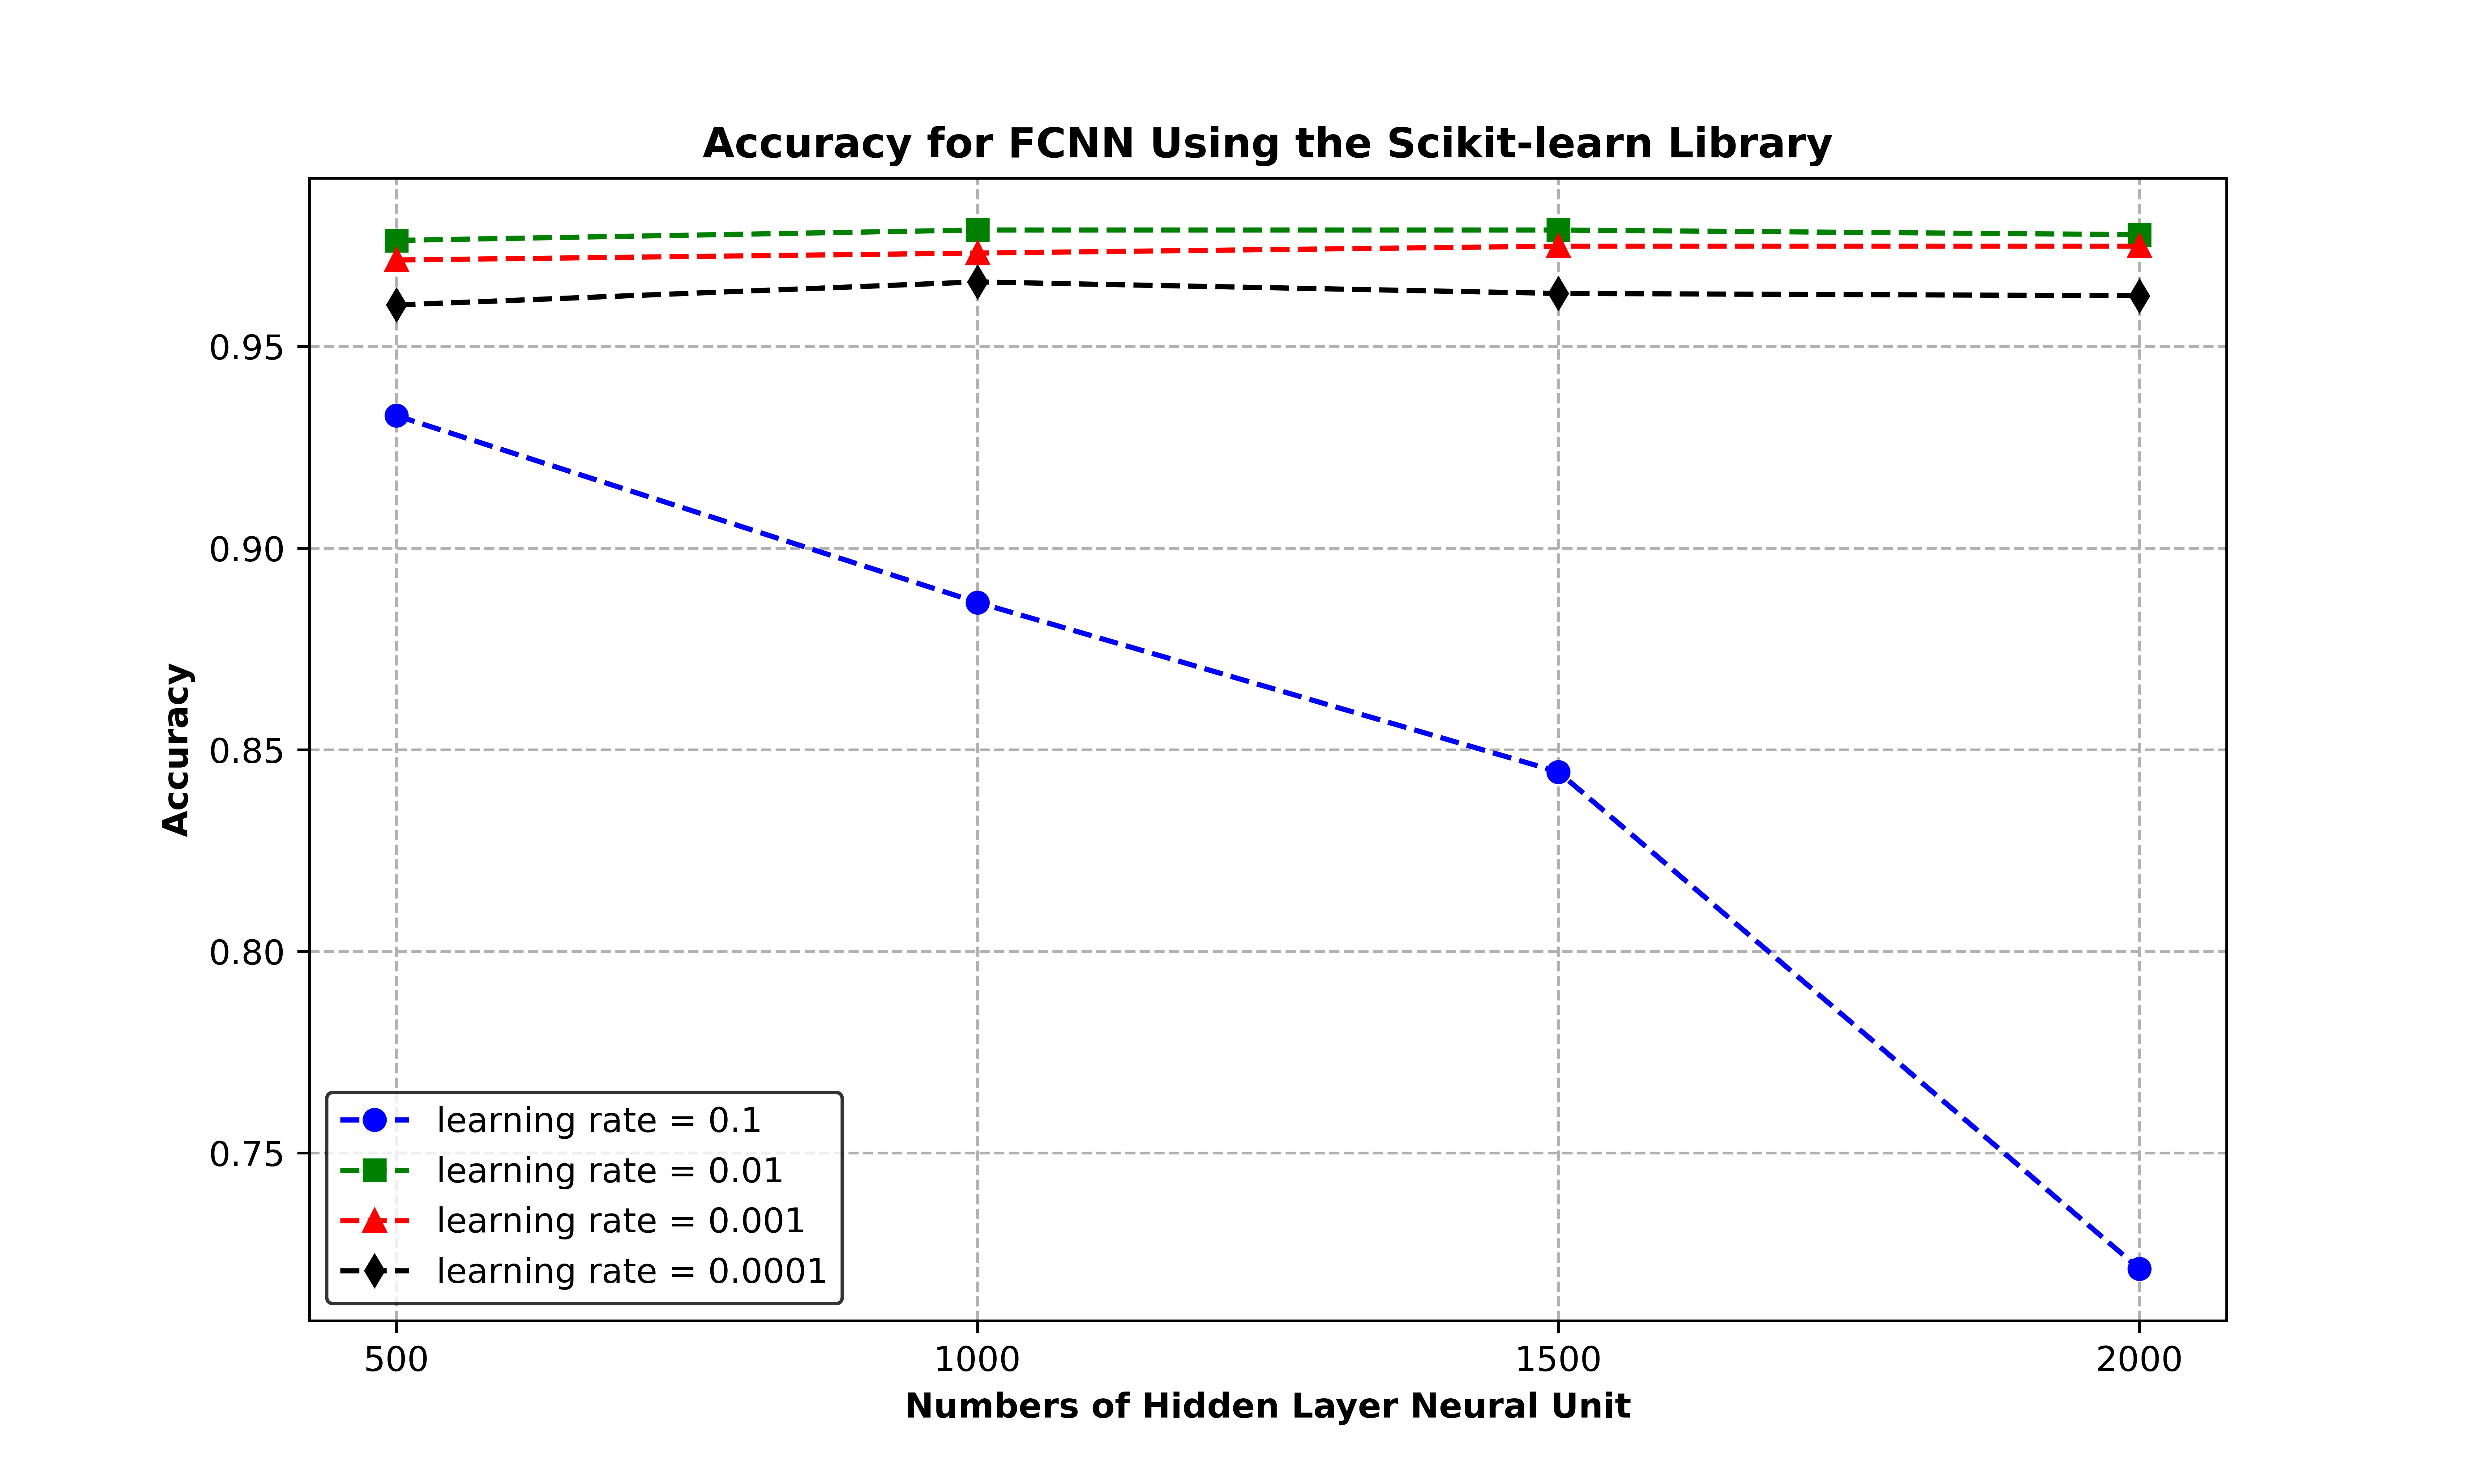 Accuracy for FCNN Using the Scikit-learn Library
Accuracy
0.95
0.90
0.85
0.80
0.75
learning rate = 0.1
learning rate = 0.01
learning rate = 0.001
learning rate = 0.0001
500 1000 1500 2000
Numbers of Hidden Layer Neural Unit